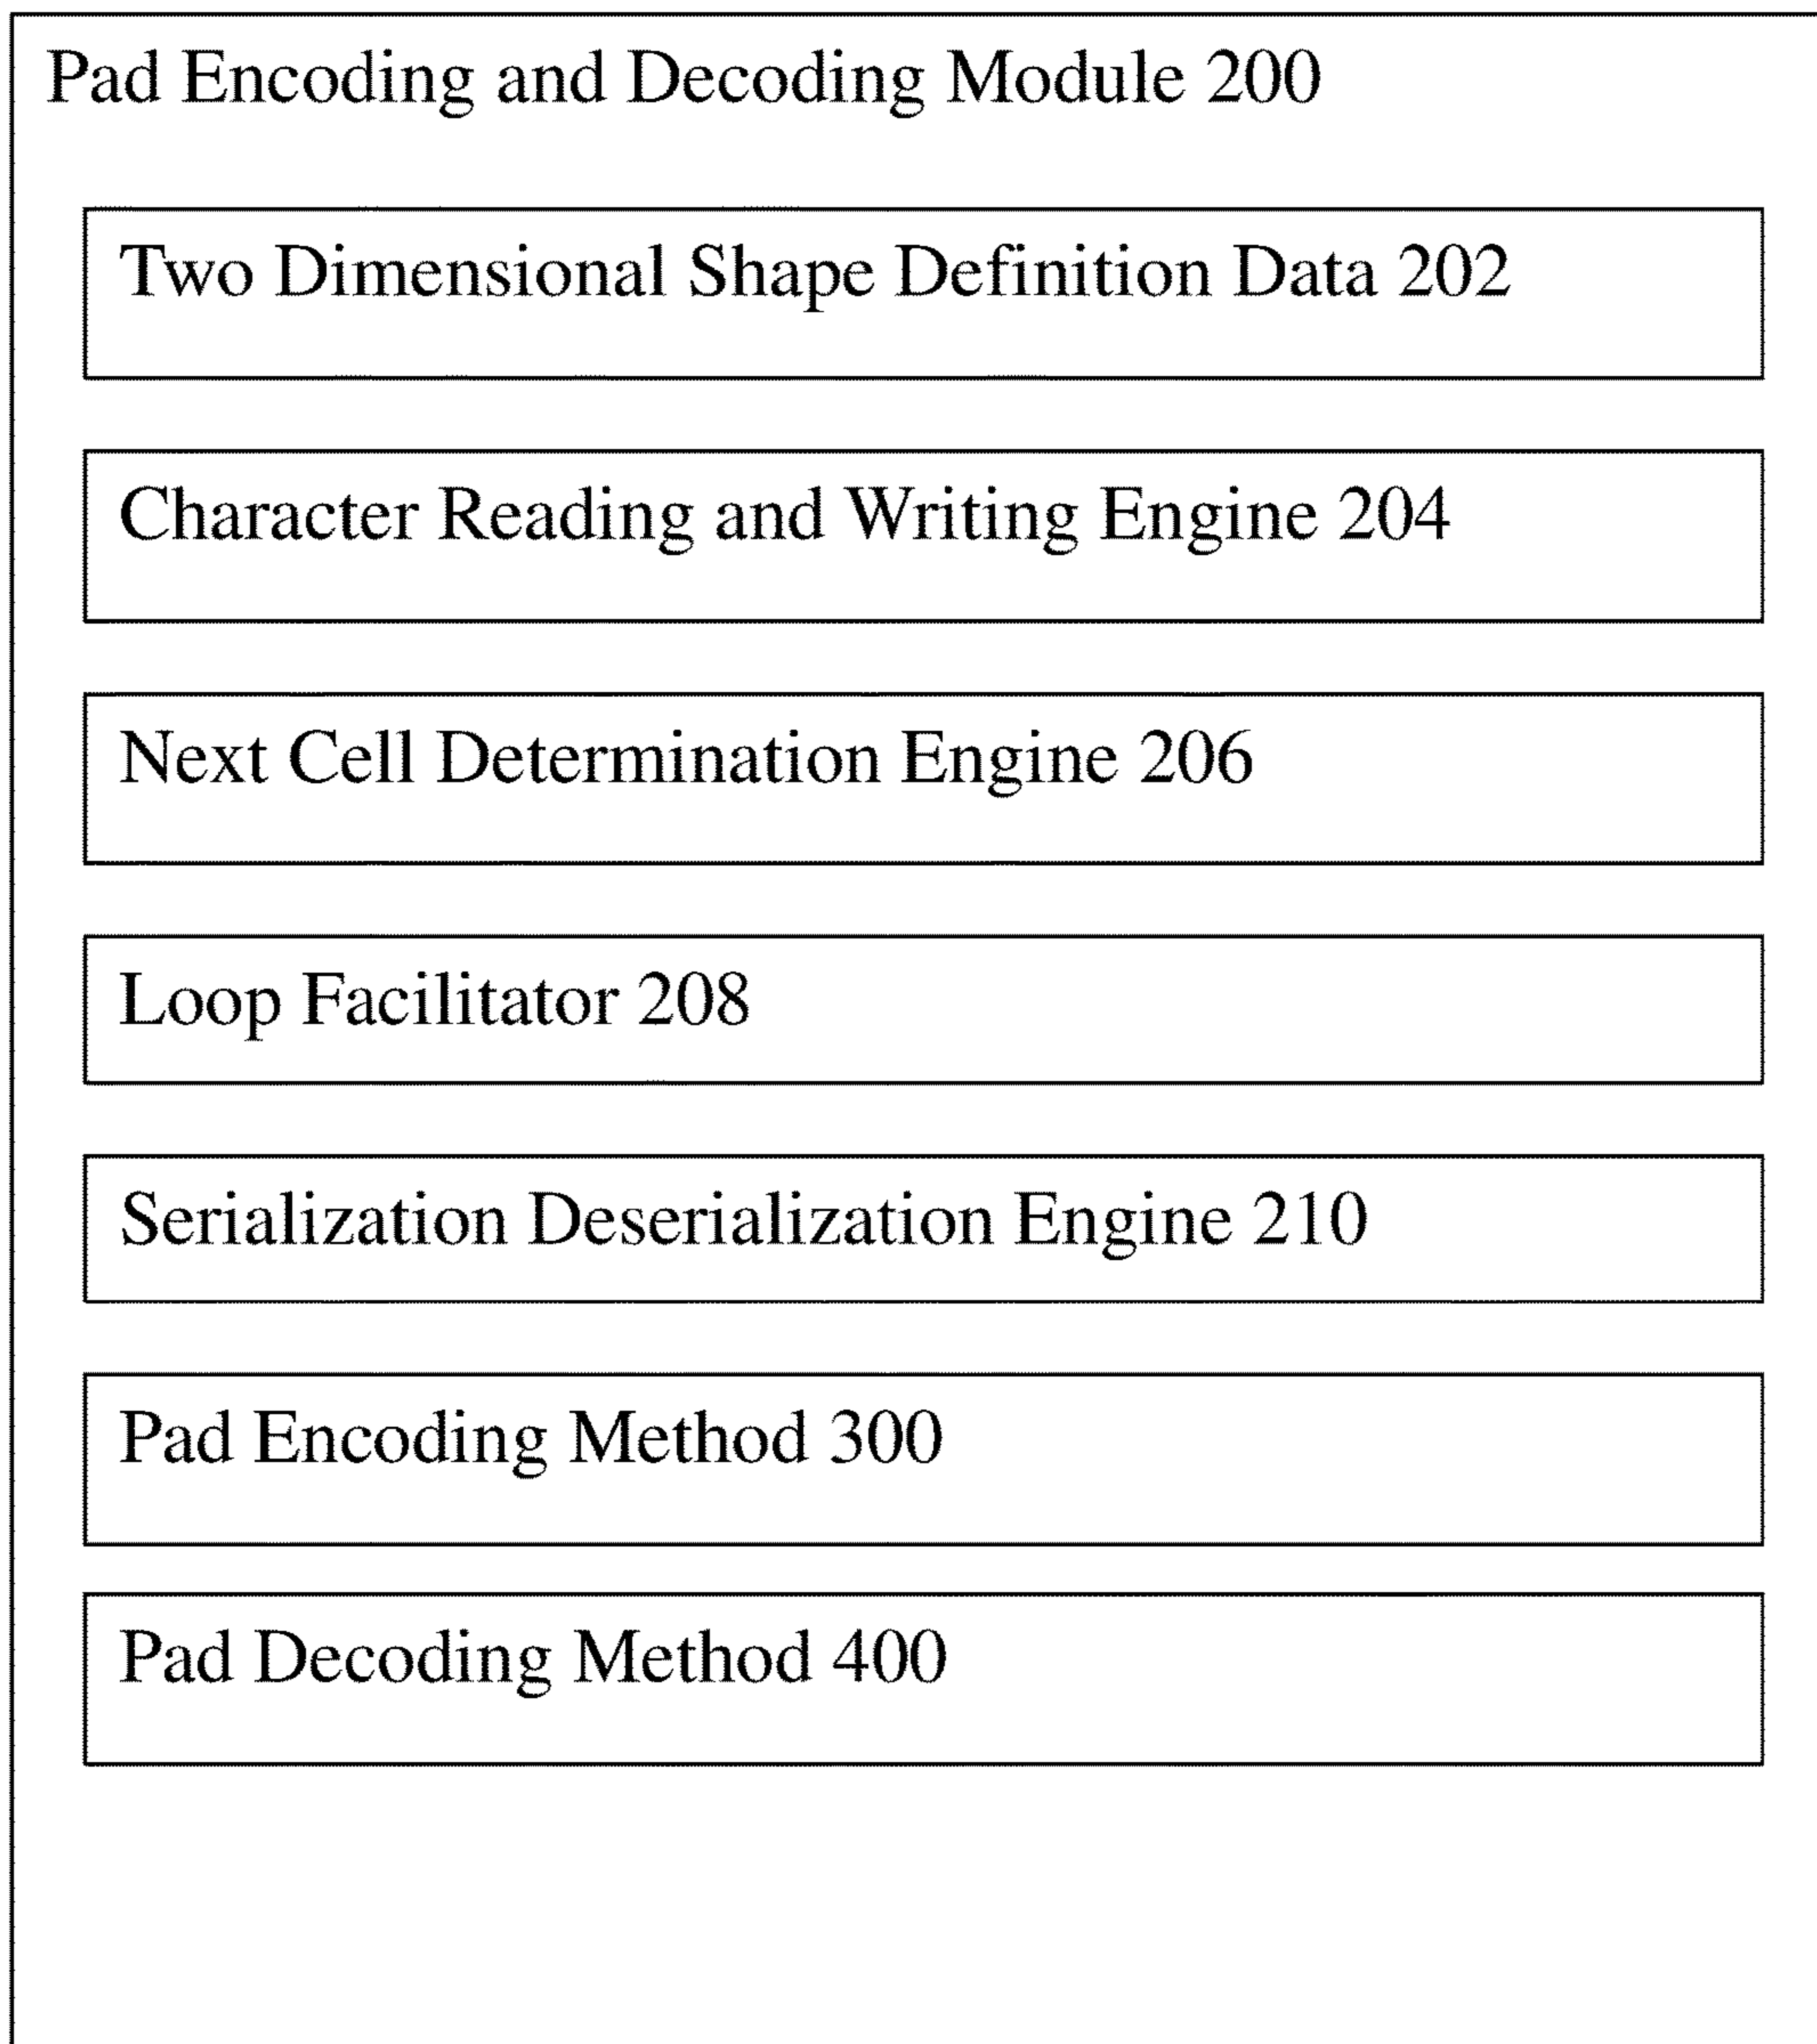 Pad Encoding and Decoding Module 200
Two Dimensional Shape Definition Data 202
Character Reading and Writing Engine 204
Next Cell Determination Engine 206
Loop Facilitator 208
Serialization Deserialization Engine 210
Pad Encoding Method 300
Pad Decoding Method 400